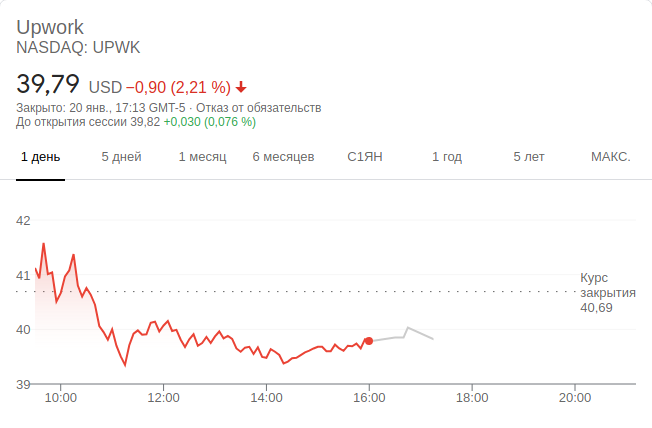 Upwork
NASDAQ: UPWK
39,79 USD −0,90 (2,21 %)
Закрыто: 20 янв., 17:13 GMT-5 · Отказ от обязательств
До открытия сессии 39,82 +0,030 (0,076 %)
1 день 5 дней 1 месяц 6 месяцев С1ЯН 1 год 5 лет МАКС.
42
41
Курс
закрытия
40,69
40
39
10:00 12:00 14:00 16:00 18:00 20:00